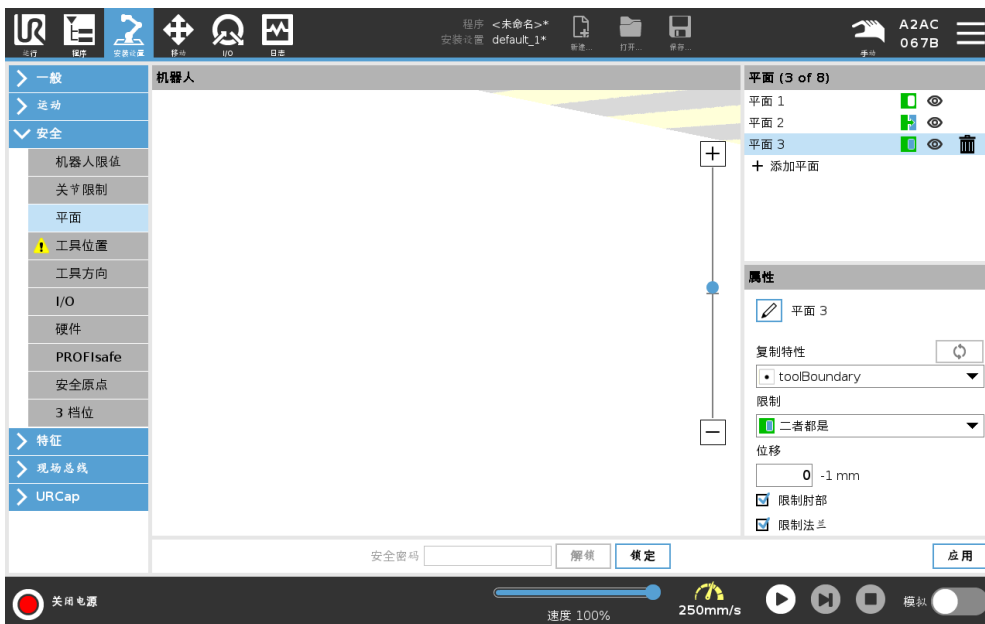 程序 <未命名>*
安装设置 default_1*
运行 程序 安装设置 移动 I/O 日志
新建... 打开... 保存...
手动
A2AC
067B
一般
运动
安全
机器人限值
关节限制
平面
工具位置
工具方向
I/O
硬件
PROFIsafe
安全原点
3 档位
特征
现场总线
URCap
机器人
平面 (3 of 8)
平面 1
平面 2
平面 3
添加平面
属性
平面 3
复制特性
toolBoundary
限制
二者都是
位移
0 -1 mm
限制肘部
限制法兰
安全密码 解锁 锁定 应用
关闭电源
速度 100%
250mm/s
模拟